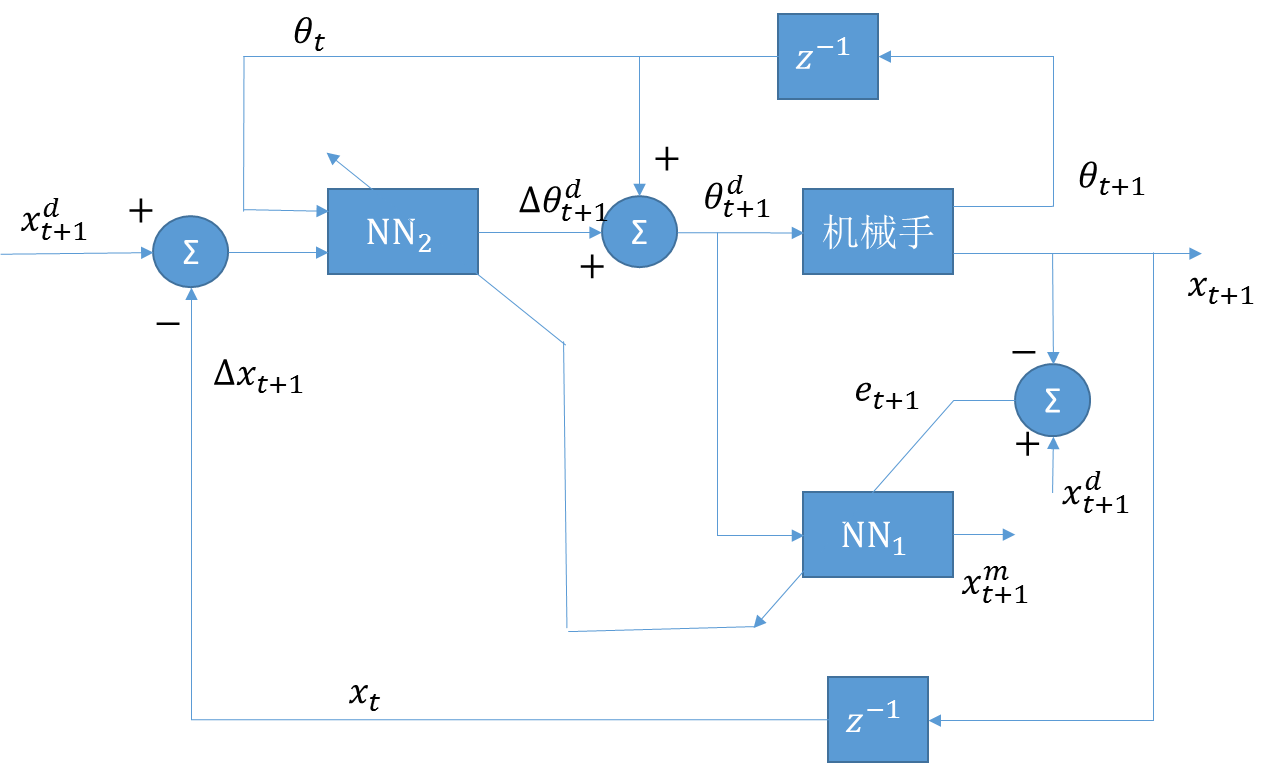 θ_t
z^{-1}
+
θ_{t+1}
+
x^d_{t+1}
Σ
NN_2
Δθ^d_{t+1}
+
Σ
θ^d_{t+1}
机械手
x_{t+1}
−
Δx_{t+1}
−
e_{t+1}
Σ
+
x^d_{t+1}
NN_1
x^m_{t+1}
x_t
z^{-1}